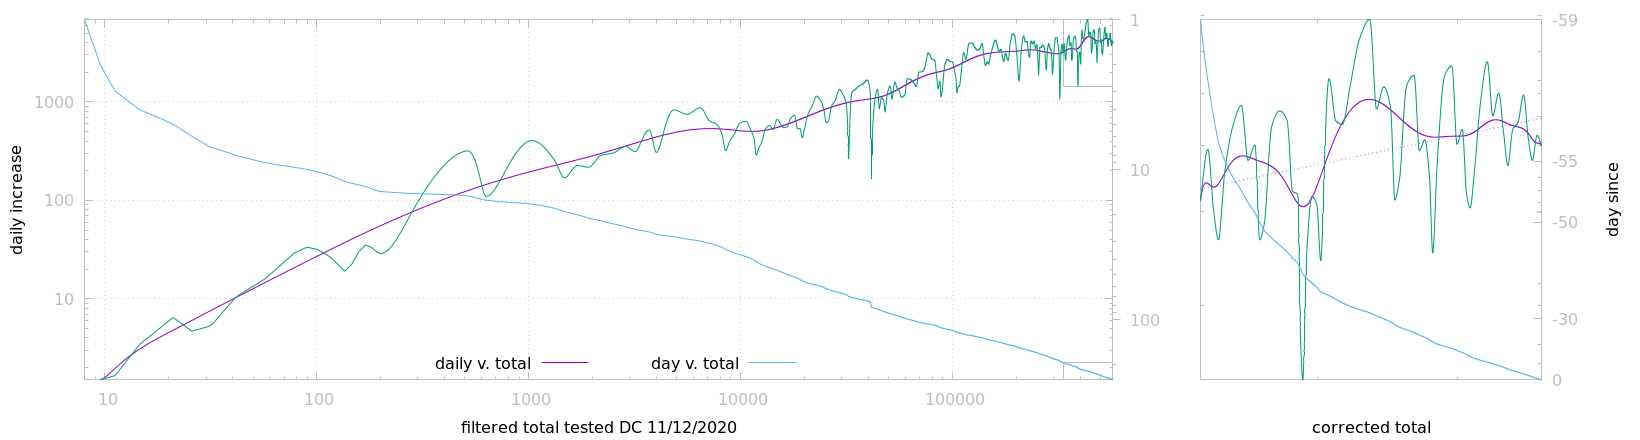 daily increase
1000
100
10
10
100
1000
10000
100000
daily v. total
day v. total
filtered total tested DC 11/12/2020
1
10
100
-59
-55
-50
-30
0
day since
corrected total